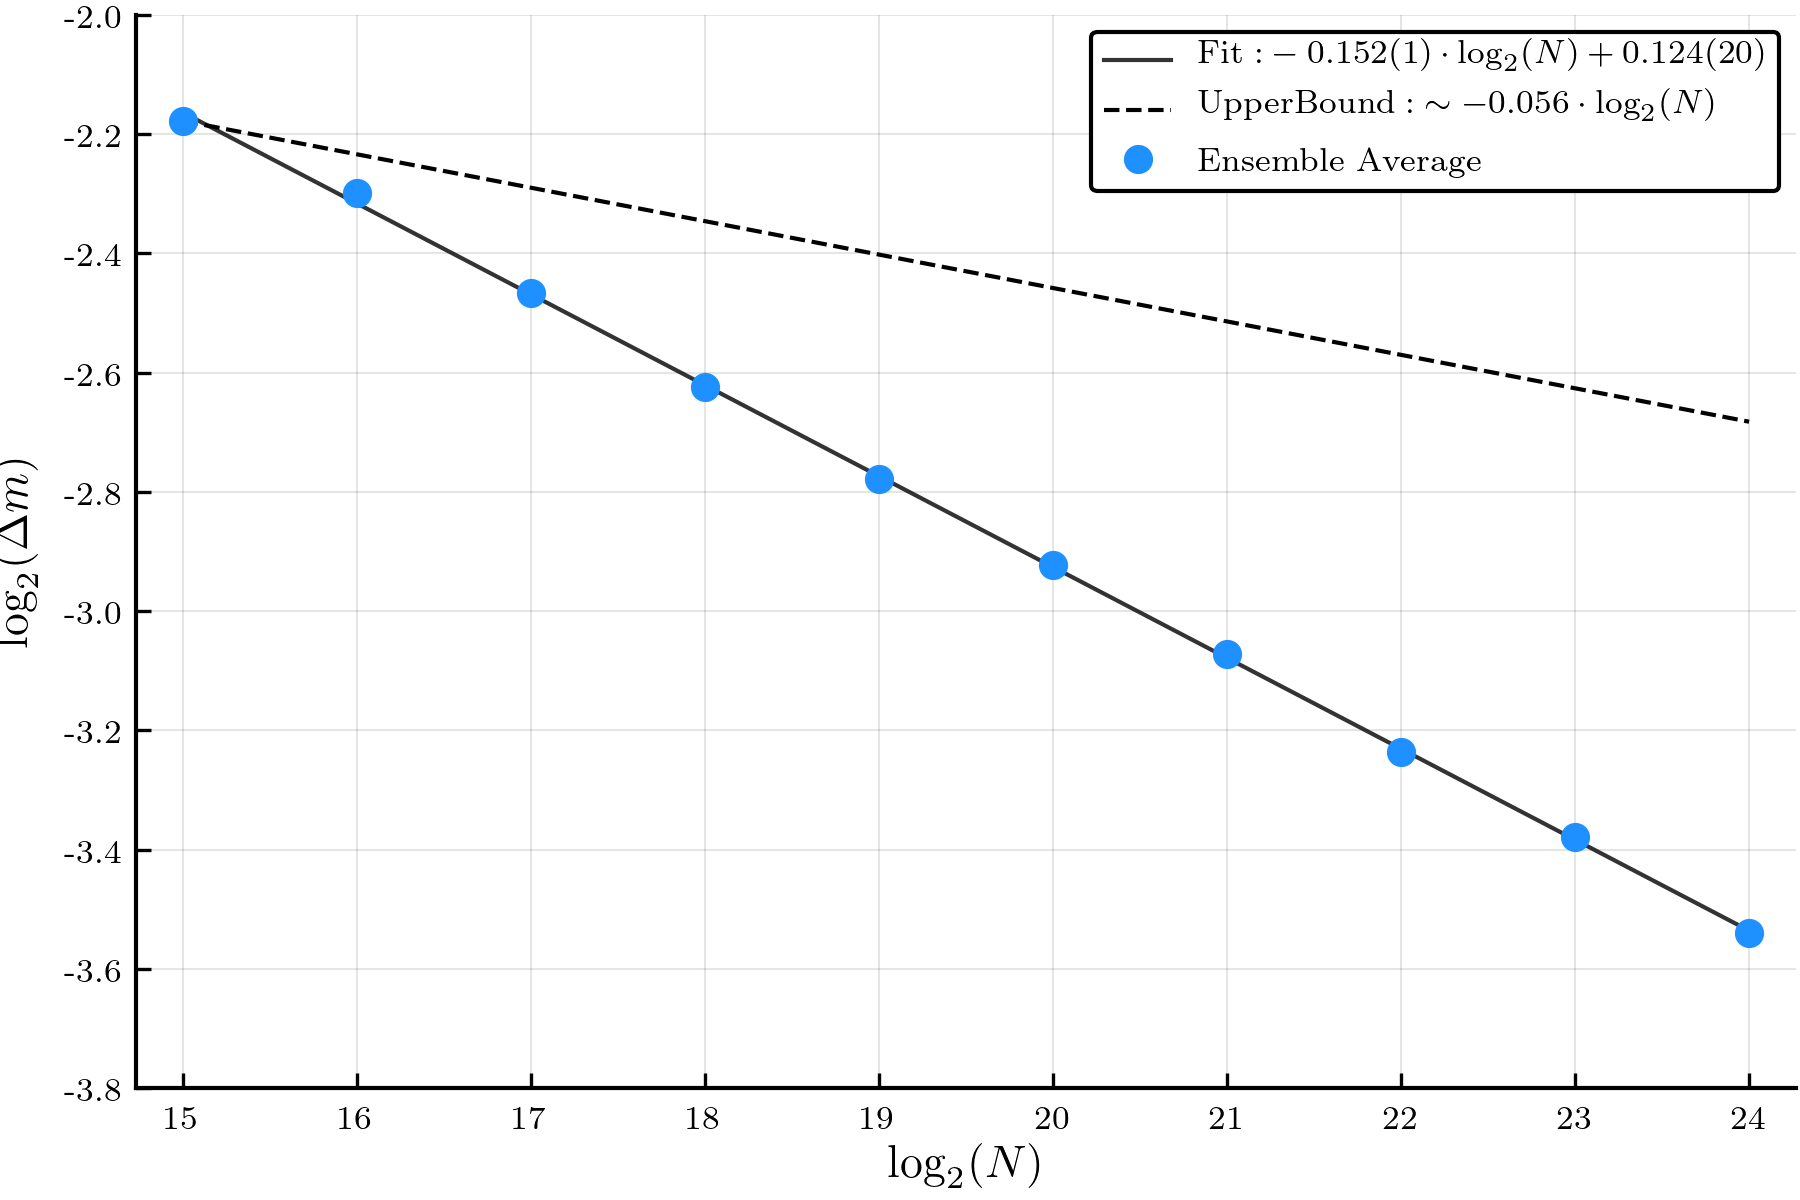 -2.0
-2.2
-2.4
-2.6
-2.8
-3.0
-3.2
-3.4
-3.6
-3.8
log₂(Δm)
Fit : − 0.152(1) · log₂(N) + 0.124(20)
UpperBound : ∼ −0.056 · log₂(N)
Ensemble Average
15 16 17 18 19 20 21 22 23 24
log₂(N)